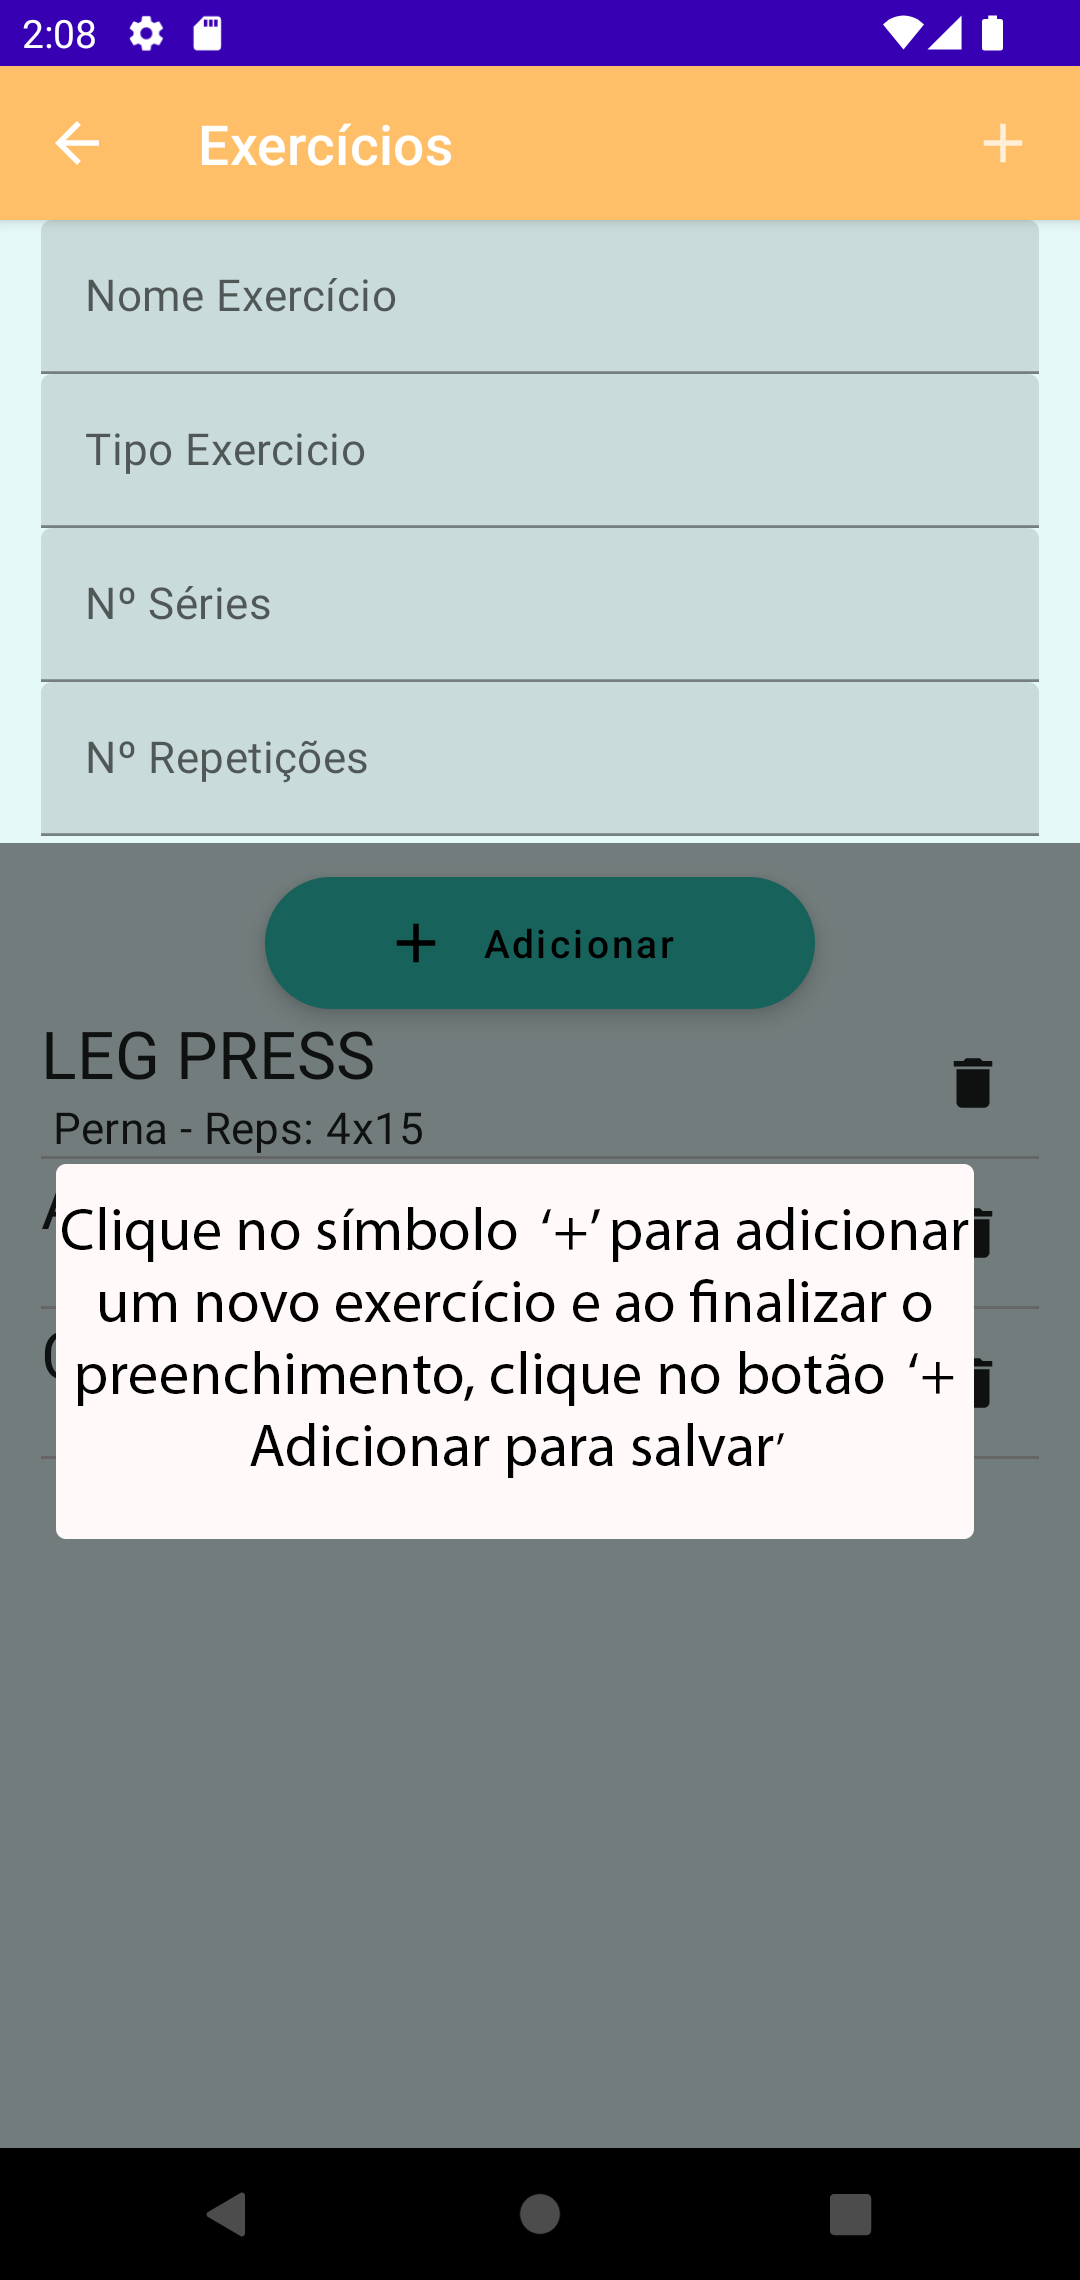 2:08
Exercícios
Nome Exercício
Tipo Exercicio
Nº Séries
Nº Repetições
Adicionar
LEG PRESS
Perna - Reps: 4x15
Clique no símbolo ‘+’ para adicionar
um novo exercício e ao finalizar o
preenchimento, clique no botão ‘+
Adicionar para salvar’